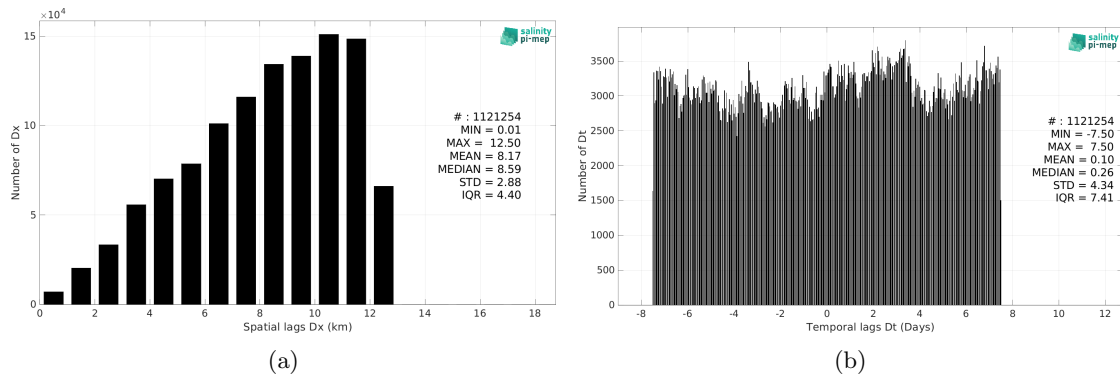 ×10⁴
15
10
5
0
Number of Dx
0 2 4 6 8 10 12 14 16 18
Spatial lags Dx (km)
salinity
pi-mep
# : 1121254
MIN = 0.01
MAX = 12.50
MEAN = 8.17
MEDIAN = 8.59
STD = 2.88
IQR = 4.40
(a)
3500
3000
2500
2000
1500
1000
500
0
Number of Dt
-8 -6 -4 -2 0 2 4 6 8 10 12
Temporal lags Dt (Days)
salinity
pi-mep
# : 1121254
MIN = -7.50
MAX = 7.50
MEAN = 0.10
MEDIAN = 0.26
STD = 4.34
IQR = 7.41
(b)